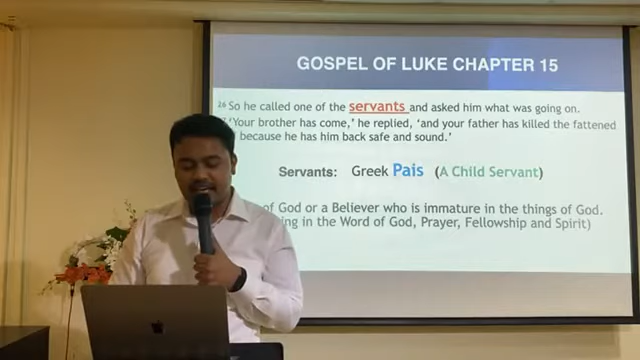 GOSPEL OF LUKE CHAPTER 15
26 So he called one of the servants and asked him what was going on.
'Your brother has come,' he replied, 'and your father has killed the fattened
because he has him back safe and sound.'
Servants: Greek Pais (A Child Servant)
of God or a Believer who is immature in the things of God.
in the Word of God, Prayer, Fellowship and Spirit)